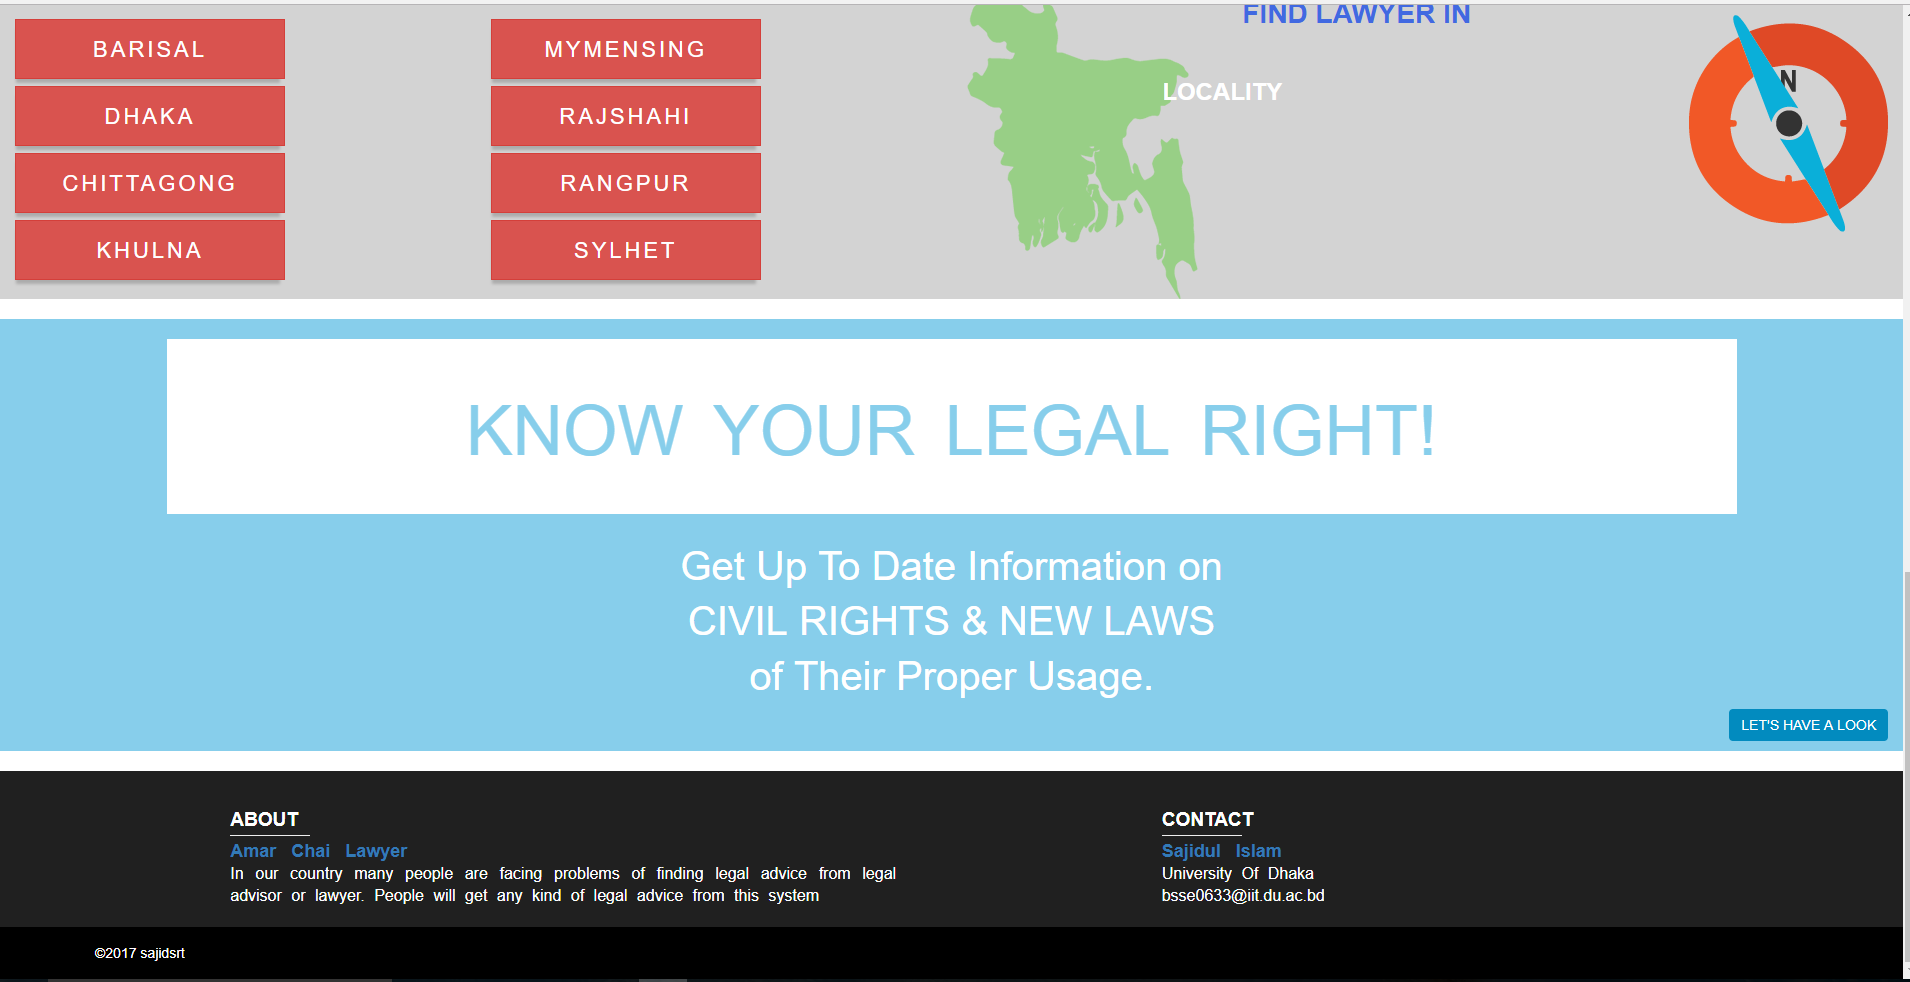 BARISAL
DHAKA
CHITTAGONG
KHULNA
MYMENSING
RAJSHAHI
RANGPUR
SYLHET
FIND LAWYER IN
LOCALITY
N
KNOW YOUR LEGAL RIGHT!
Get Up To Date Information on
CIVIL RIGHTS & NEW LAWS
of Their Proper Usage.
LET'S HAVE A LOOK
ABOUT
Amar Chai Lawyer
In our country many people are facing problems of finding legal advice from legal
advisor or lawyer. People will get any kind of legal advice from this system
CONTACT
Sajidul Islam
University Of Dhaka
bsse0633@iit.du.ac.bd
©2017 sajidsrt